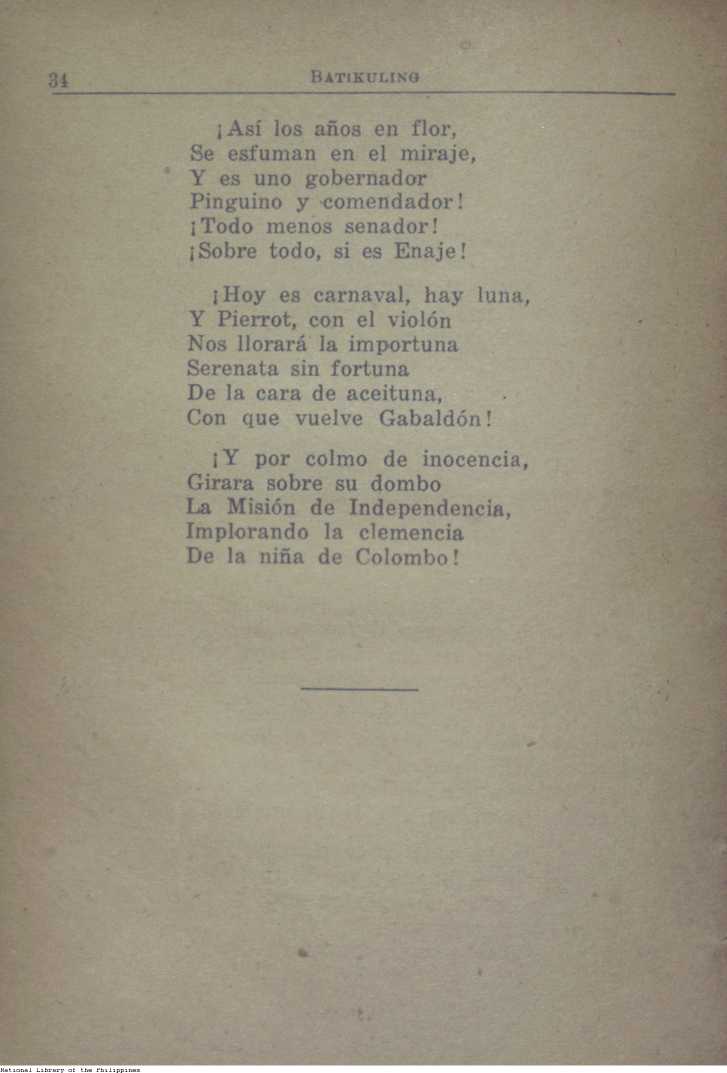 34 BATIKULING
¡Así los años en flor,
Se esfuman en el miraje,
Y es uno gobernador
Pinguino y comendador!
¡Todo menos senador!
¡Sobre todo, si es Enaje!
¡Hoy es carnaval, hay luna,
Y Pierrot, con el violón
Nos llorará la importuna
Serenata sin fortuna
De la cara de aceituna,
Con que vuelve Gabaldón!
¡Y por colmo de inocencia,
Girara sobre su dombo
La Misión de Independencia,
Implorando la clemencia
De la niña de Colombo!
National Library of the Philippines